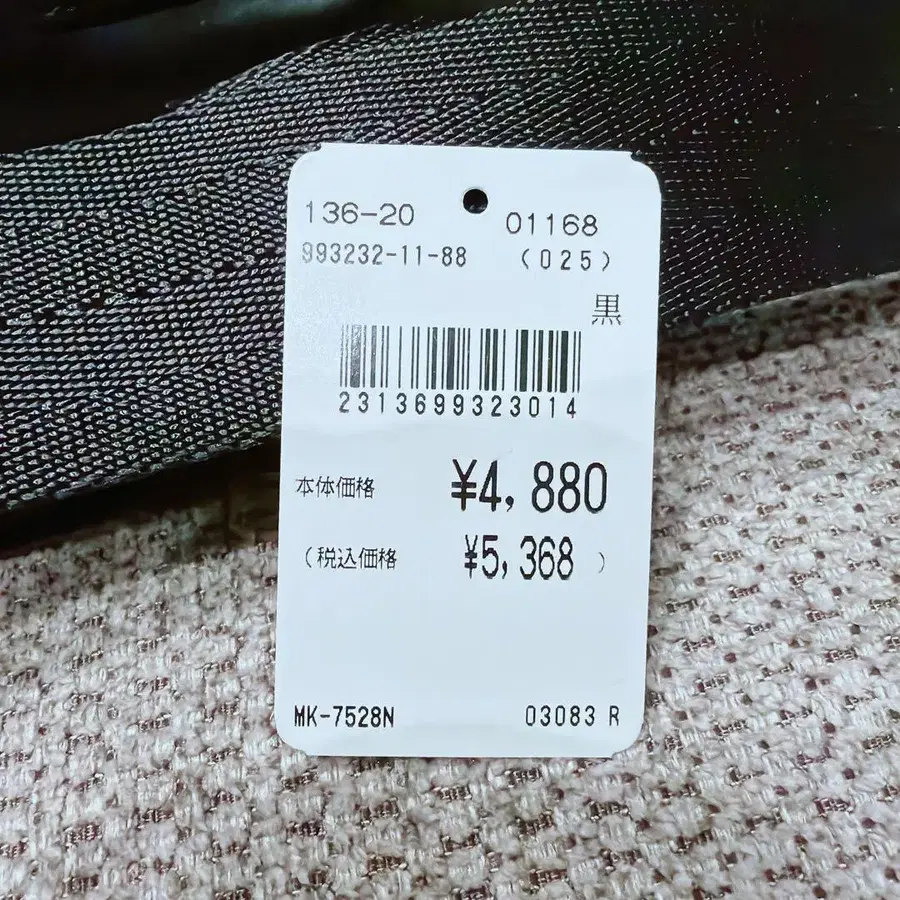 136-20 01168
993232-11-88 (025)
黒
2313699323014
本体価格 ¥4,880
(税込価格 ¥5,368 )
MK-7528N 03083 R